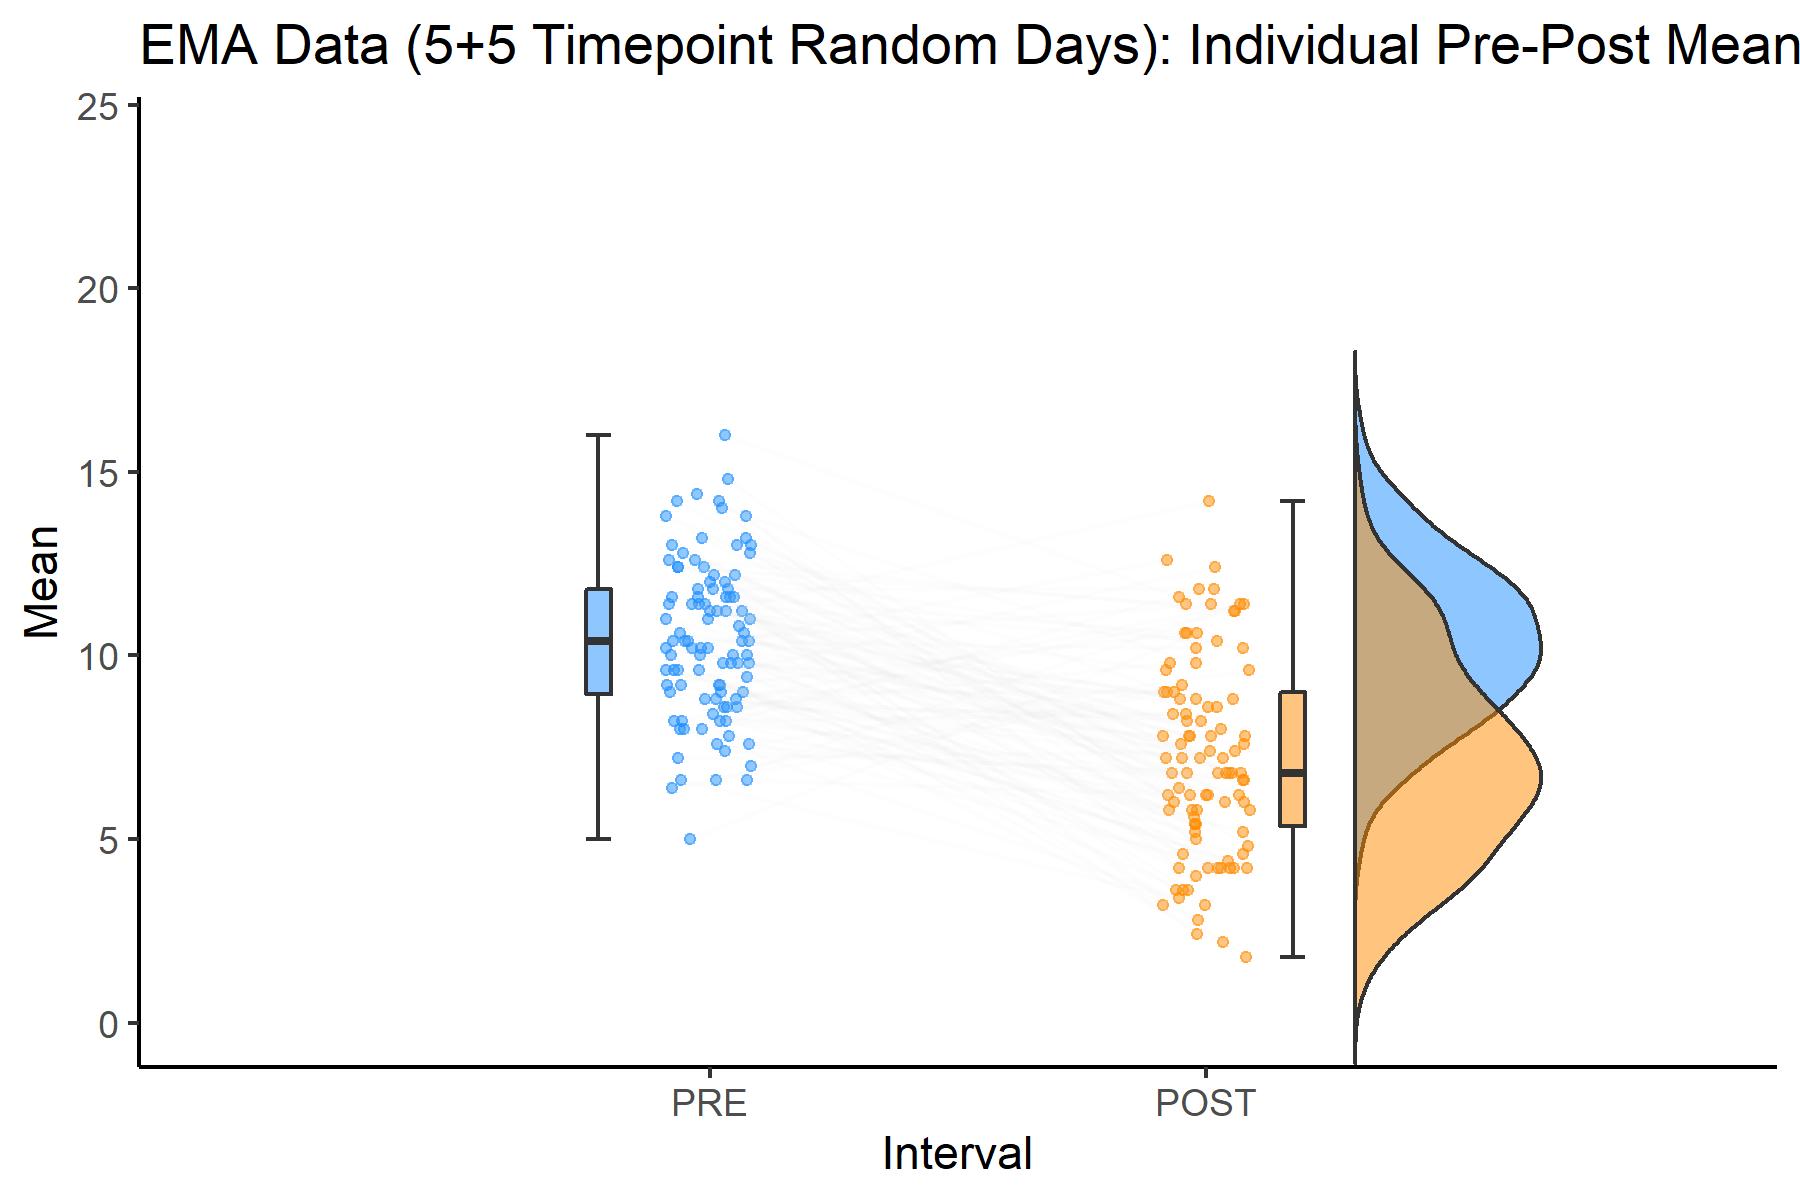 EMA Data (5+5 Timepoint Random Days): Individual Pre-Post Mean
25
20
15
10
5
0
Mean
PRE
POST
Interval